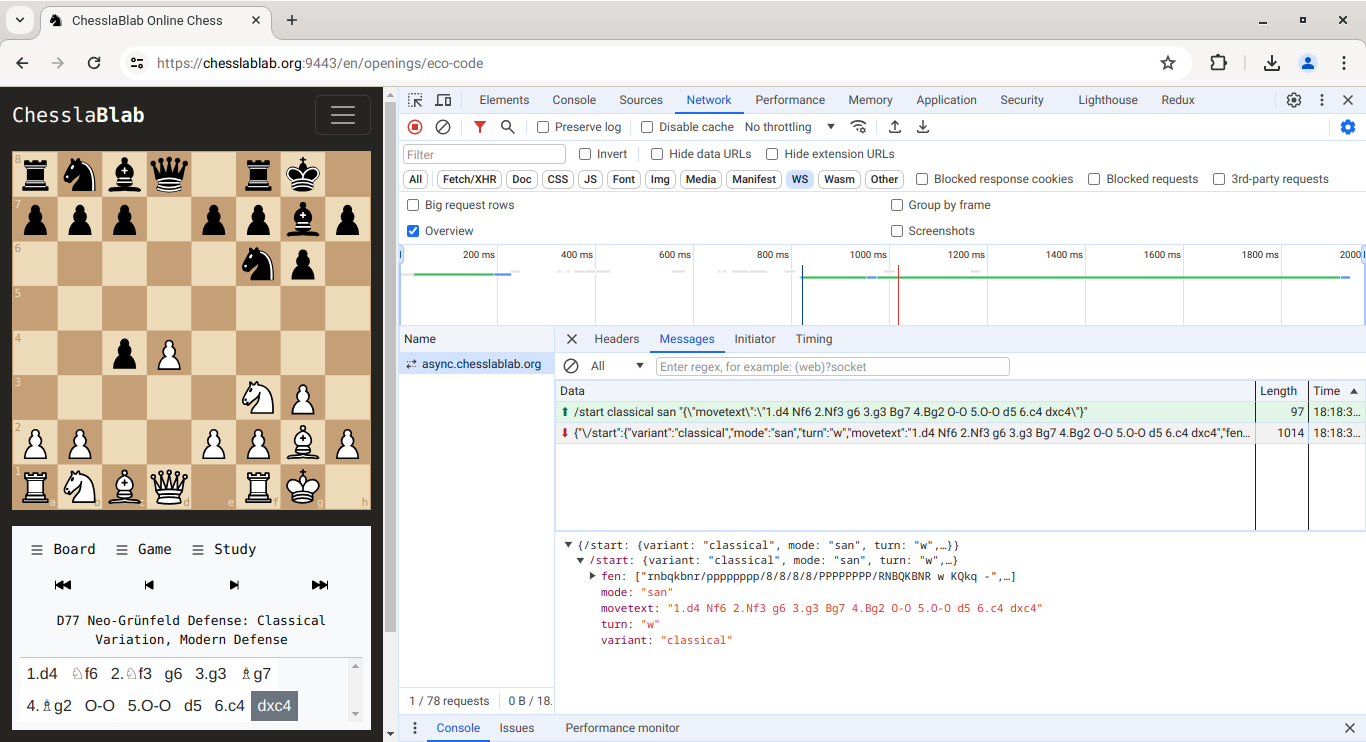 ChesslaBlab Online Chess
https://chesslablab.org:9443/en/openings/eco-code
ChesslaBlab
8
7
6
5
4
3
2
1
a b c d e f g h
Board Game Study
D77 Neo-Grünfeld Defense: Classical
Variation, Modern Defense
1.d4 ♘f6 2.♘f3 g6 3.g3 ♗g7
4.♗g2 O-O 5.O-O d5 6.c4 dxc4
Elements Console Sources Network Performance Memory Application Security Lighthouse Redux
Preserve log Disable cache No throttling
Filter Invert Hide data URLs Hide extension URLs
All Fetch/XHR Doc CSS JS Font Img Media Manifest WS Wasm Other Blocked response cookies Blocked requests 3rd-party requests
Big request rows Group by frame
Overview Screenshots
200 ms 400 ms 600 ms 800 ms 1000 ms 1200 ms 1400 ms 1600 ms 1800 ms 2000
Name Headers Messages Initiator Timing
async.chesslablab.org All Enter regex, for example: (web)?socket
Data Length Time
/start classical san "{\"movetext\":\"1.d4 Nf6 2.Nf3 g6 3.g3 Bg7 4.Bg2 O-O 5.O-O d5 6.c4 dxc4\"}" 97 18:18:3...
{"\/start":{"variant":"classical","mode":"san","turn":"w","movetext":"1.d4 Nf6 2.Nf3 g6 3.g3 Bg7 4.Bg2 O-O 5.O-O d5 6.c4 dxc4","fen... 1014 18:18:3...
{/start: {variant: "classical", mode: "san", turn: "w",…}}
/start: {variant: "classical", mode: "san", turn: "w",…}
fen: ["rnbqkbnr/pppppppp/8/8/8/8/PPPPPPPP/RNBQKBNR w KQkq -",…]
mode: "san"
movetext: "1.d4 Nf6 2.Nf3 g6 3.g3 Bg7 4.Bg2 O-O 5.O-O d5 6.c4 dxc4"
turn: "w"
variant: "classical"
1 / 78 requests 0 B / 18.
Console Issues Performance monitor